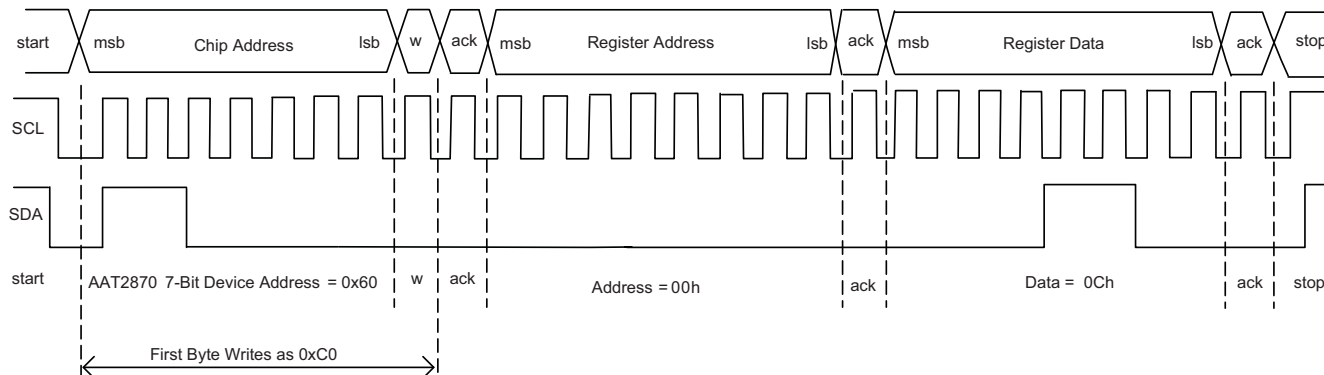 start msb Chip Address lsb w ack msb Register Address lsb ack msb Register Data lsb ack stop
SCL
SDA
start AAT2870 7-Bit Device Address = 0x60 w ack Address = 00h ack Data = 0Ch ack stop
First Byte Writes as 0xC0